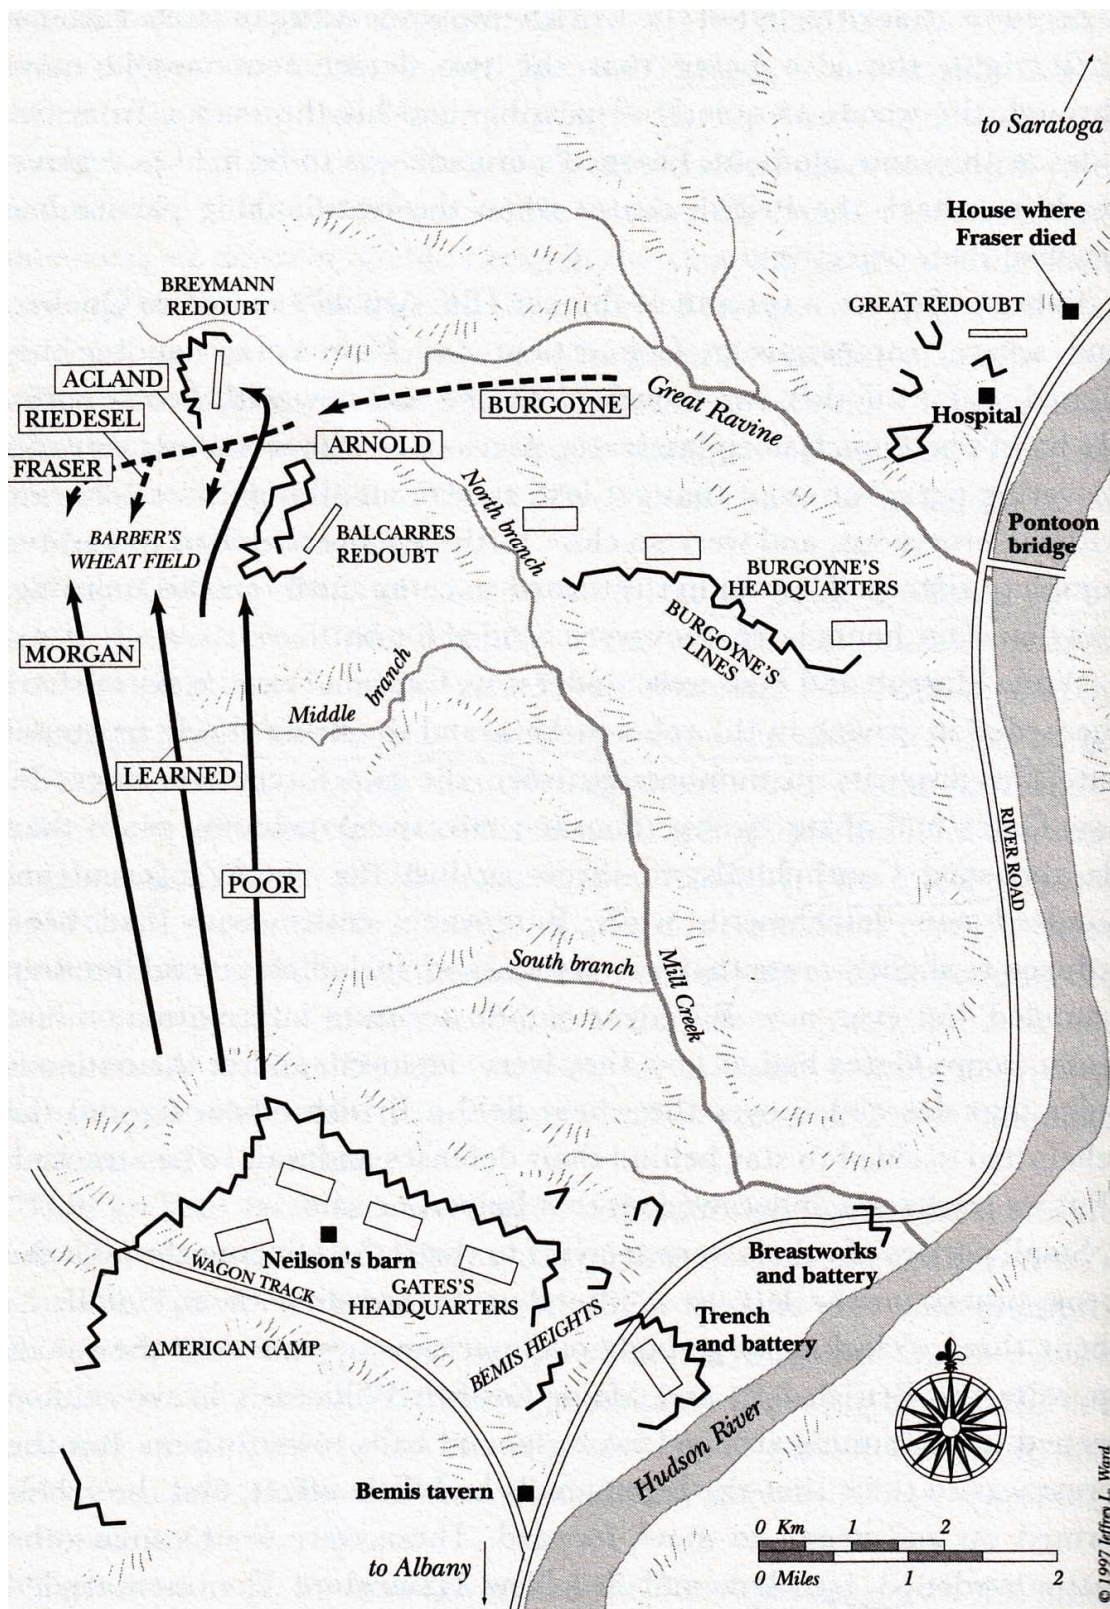 to Saratoga
House where
Fraser died
BREYMANN
REDOUBT
GREAT REDOUBT
ACLAND
BURGOYNE
Great Ravine
Hospital
RIEDESEL
ARNOLD
FRASER
North branch
BARBER'S
WHEAT FIELD
BALCARRES
REDOUBT
Pontoon
bridge
BURGOYNE'S
HEADQUARTERS
BURGOYNE'S
LINES
MORGAN
Middle branch
LEARNED
RIVER ROAD
POOR
South branch
Mill Creek
Neilson's barn
WAGON TRACK
GATES'S
HEADQUARTERS
Breastworks
and battery
AMERICAN CAMP
BEMIS HEIGHTS
Trench
and battery
Hudson River
Bemis tavern
to Albany
0 Km 1 2
0 Miles 1 2
© 1997 Jeffrey L. Ward